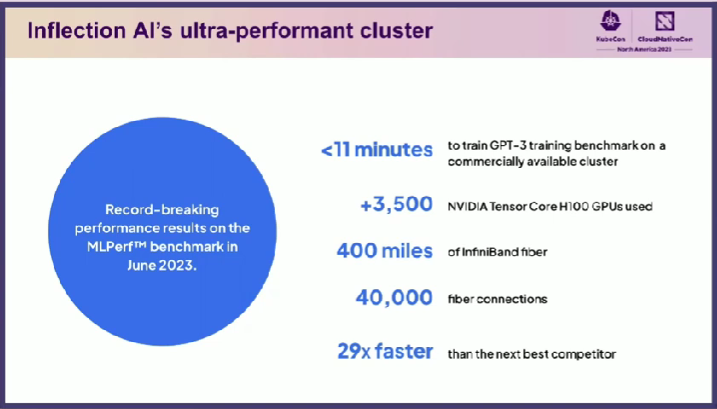 Inflection AI's ultra-performant cluster
KubeCon
CloudNativeCon
North America 2023
Record-breaking
performance results on the
MLPerf™ benchmark in
June 2023.
<11 minutes
to train GPT-3 training benchmark on a
commercially available cluster
+3,500
NVIDIA Tensor Core H100 GPUs used
400 miles
of InfiniBand fiber
40,000
fiber connections
29x faster
than the next best competitor